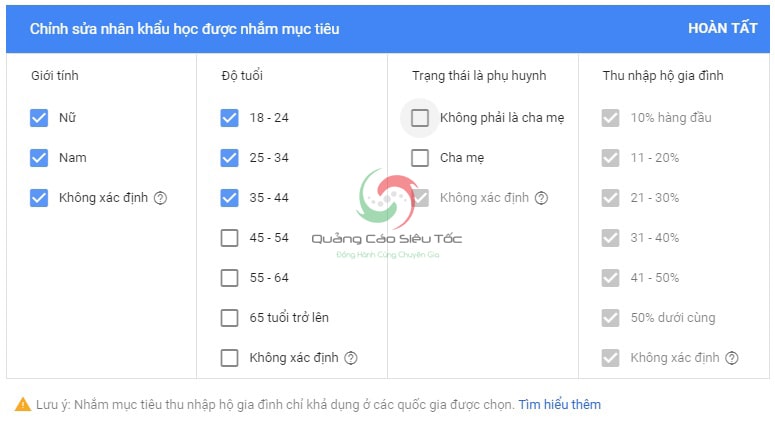 Chỉnh sửa nhân khẩu học được nhắm mục tiêu HOÀN TẤT
Giới tính
Nữ
Nam
Không xác định
Độ tuổi
18 - 24
25 - 34
35 - 44
45 - 54
55 - 64
65 tuổi trở lên
Không xác định
Trạng thái là phụ huynh
Không phải là cha mẹ
Cha mẹ
Không xác định
Thu nhập hộ gia đình
10% hàng đầu
11 - 20%
21 - 30%
31 - 40%
41 - 50%
50% dưới cùng
Không xác định
Quảng Cáo Siêu Tốc
Đồng Hành Cùng Chuyên Gia
Lưu ý: Nhắm mục tiêu thu nhập hộ gia đình chỉ khả dụng ở các quốc gia được chọn. Tìm hiểu thêm